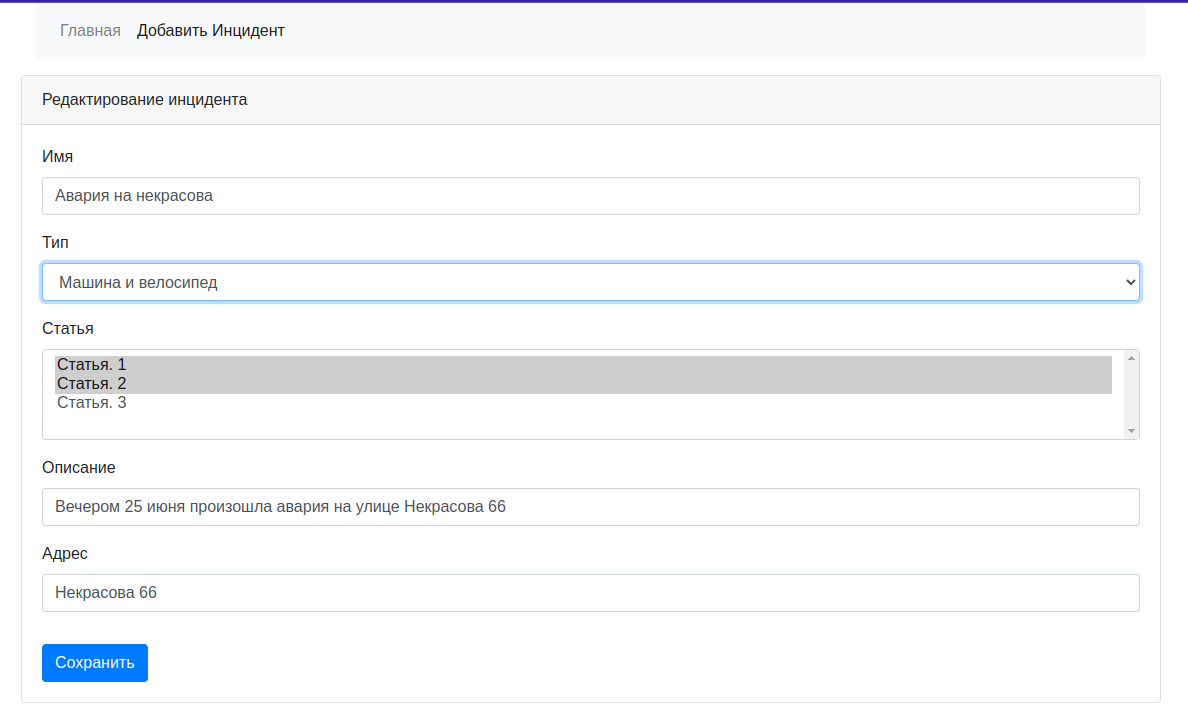 Главная Добавить Инцидент
Редактирование инцидента
Имя
Авария на некрасова
Тип
Машина и велосипед
Статья
Статья. 1
Статья. 2
Статья. 3
Описание
Вечером 25 июня произошла авария на улице Некрасова 66
Адрес
Некрасова 66
Сохранить